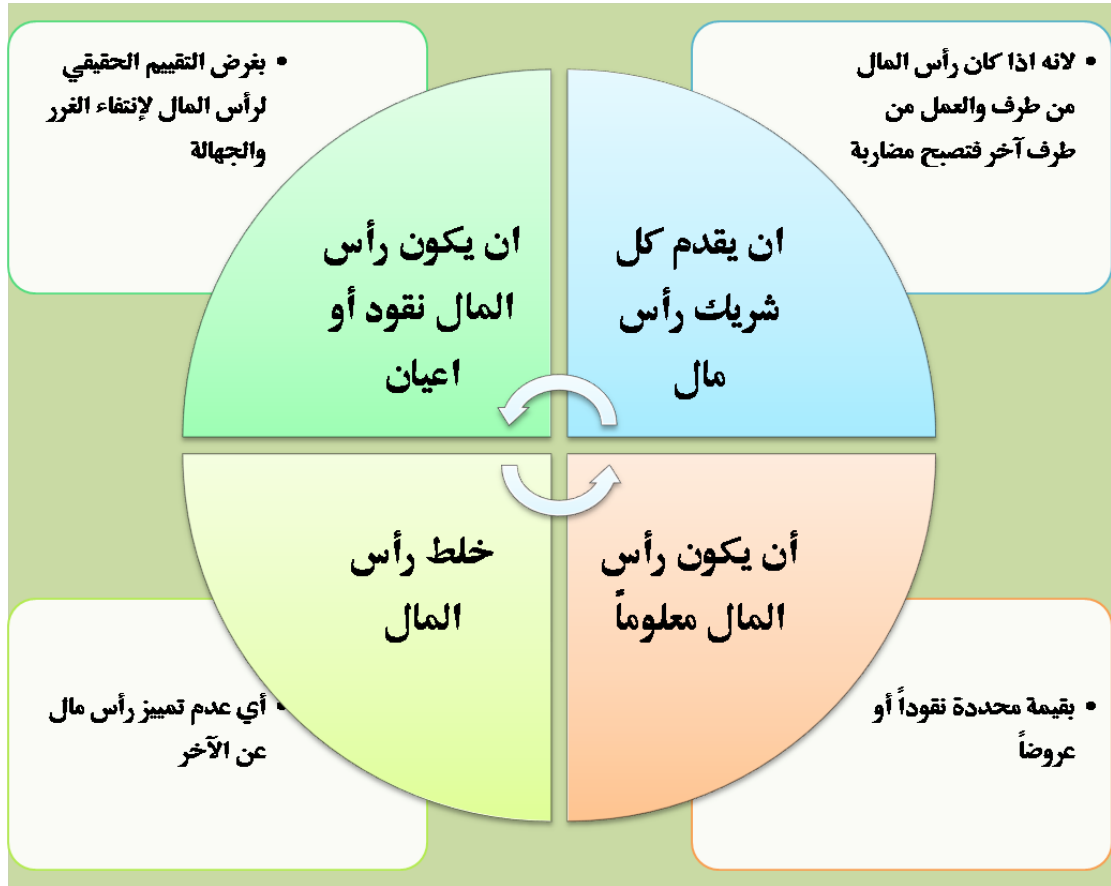 • لانه اذا كان رأس المال
من طرف والعمل من
طرف آخر فتصبح مضاربة
ان يقدم كل
شريك رأس
مال
• بغرض التقييم الحقيقي
لرأس المال لإنتفاء الغرر
والجهالة
ان يكون رأس
المال نقود أو
اعيان
أن يكون رأس
المال معلوماً
• بقيمة محددة نقوداً أو
عروضاً
خلط رأس
المال
• أي عدم تمييز رأس مال
عن الآخر